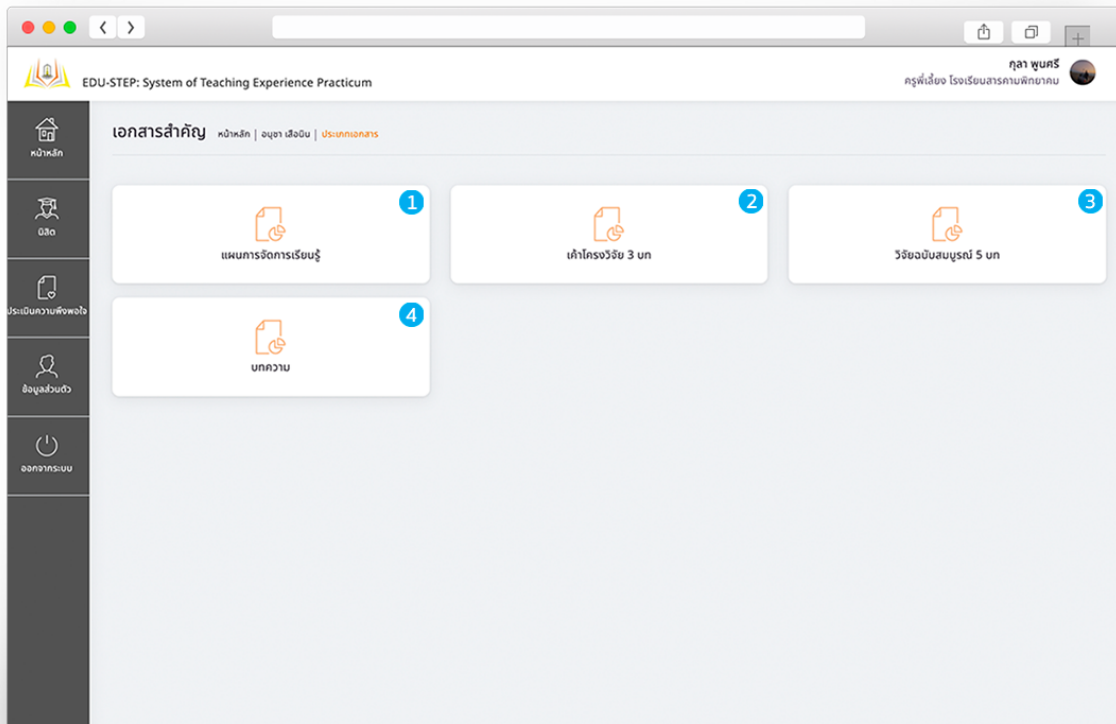 EDU-STEP: System of Teaching Experience Practicum
กุลา พูนศรี
ครูพี่เลี้ยง โรงเรียนสารคามพิทยาคม
หน้าหลัก
นิสิต
ประเมินความพึงพอใจ
ข้อมูลส่วนตัว
ออกจากระบบ
เอกสารสำคัญ หน้าหลัก | อนุชา เสือนิน | ประเภทเอกสาร
1
แผนการจัดการเรียนรู้
2
เค้าโครงวิจัย 3 บท
3
วิจัยฉบับสมบูรณ์ 5 บท
4
บทความ